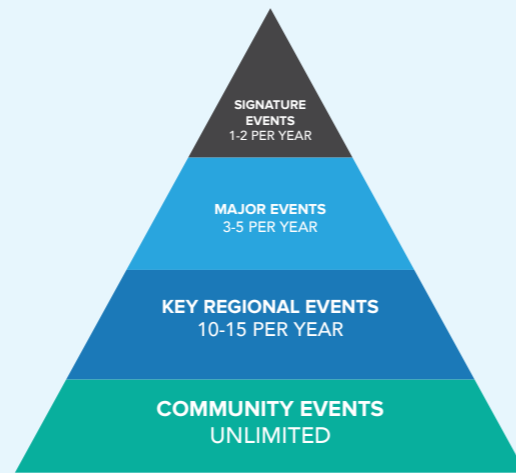 SIGNATURE
EVENTS
1-2 PER YEAR
MAJOR EVENTS
3-5 PER YEAR
KEY REGIONAL EVENTS
10-15 PER YEAR
COMMUNITY EVENTS
UNLIMITED